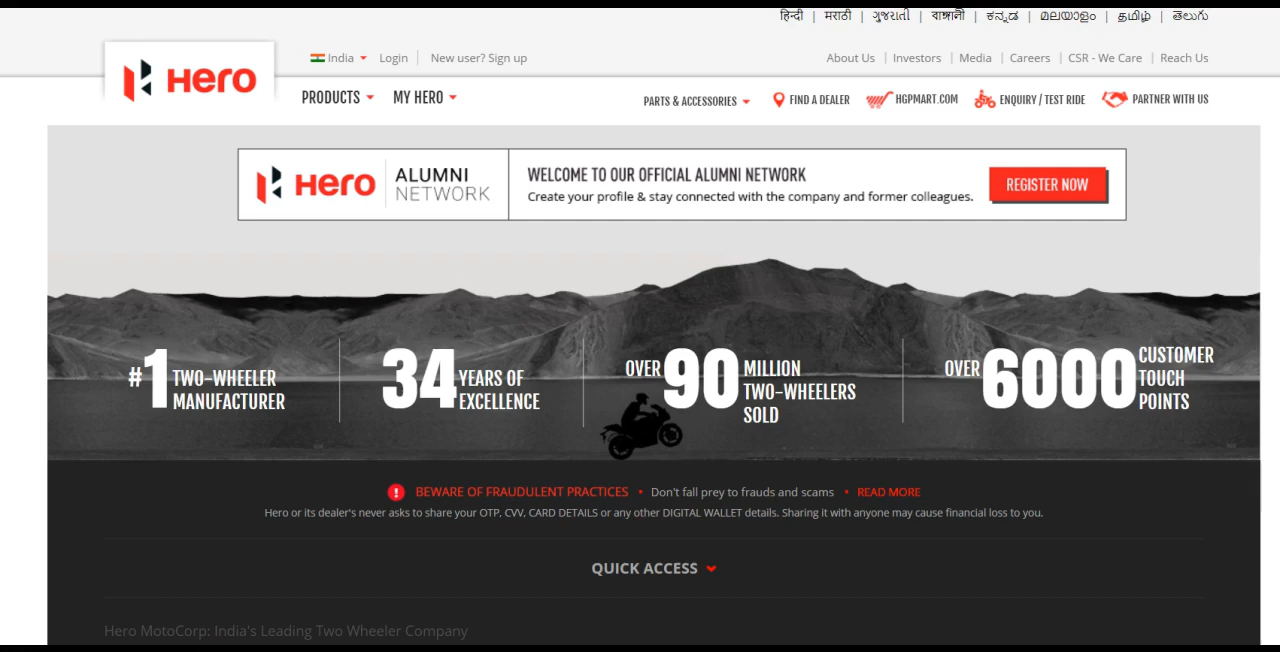 हिन्दी | मराठी | ગુજરાતી | বাঙ্গালী | ಕನ್ನಡ | മലയാളം | தமிழ் | తెలుగు
India Login New user? Sign up
About Us | Investors | Media | Careers | CSR - We Care | Reach Us
Hero
PRODUCTS MY HERO
PARTS & ACCESSORIES FIND A DEALER HGPMART.COM ENQUIRY / TEST RIDE PARTNER WITH US
Hero ALUMNI NETWORK
WELCOME TO OUR OFFICIAL ALUMNI NETWORK
Create your profile & stay connected with the company and former colleagues.
REGISTER NOW
#1 TWO-WHEELER
MANUFACTURER
34 YEARS OF
EXCELLENCE
OVER 90 MILLION
TWO-WHEELERS
SOLD
OVER 6000 CUSTOMER
TOUCH
POINTS
BEWARE OF FRAUDULENT PRACTICES • Don't fall prey to frauds and scams • READ MORE
Hero or its dealer's never asks to share your OTP, CVV, CARD DETAILS or any other DIGITAL WALLET details. Sharing it with anyone may cause financial loss to you.
QUICK ACCESS
Hero MotoCorp: India's Leading Two Wheeler Company